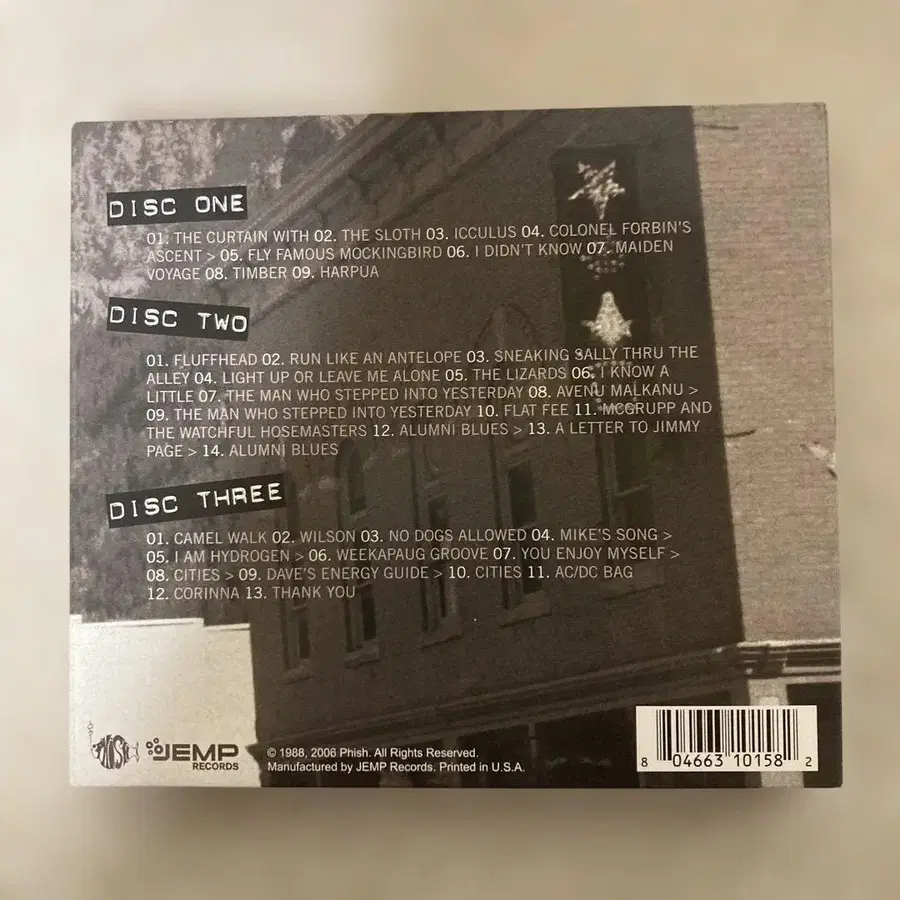 DISC ONE
01. THE CURTAIN WITH 02. THE SLOTH 03. ICCULUS 04. COLONEL FORBIN'S
ASCENT > 05. FLY FAMOUS MOCKINGBIRD 06. I DIDN'T KNOW 07. MAIDEN
VOYAGE 08. TIMBER 09. HARPUA
DISC TWO
01. FLUFFHEAD 02. RUN LIKE AN ANTELOPE 03. SNEAKING SALLY THRU THE
ALLEY 04. LIGHT UP OR LEAVE ME ALONE 05. THE LIZARDS 06. I KNOW A
LITTLE 07. THE MAN WHO STEPPED INTO YESTERDAY 08. AVENU MALKANU >
09. THE MAN WHO STEPPED INTO YESTERDAY 10. FLAT FEE 11. MCGRUPP AND
THE WATCHFUL HOSEMASTERS 12. ALUMNI BLUES > 13. A LETTER TO JIMMY
PAGE > 14. ALUMNI BLUES
DISC THREE
01. CAMEL WALK 02. WILSON 03. NO DOGS ALLOWED 04. MIKE'S SONG >
05. I AM HYDROGEN > 06. WEEKAPAUG GROOVE 07. YOU ENJOY MYSELF >
08. CITIES > 09. DAVE'S ENERGY GUIDE > 10. CITIES 11. AC/DC BAG
12. CORINNA 13. THANK YOU
PHISH
JEMP
RECORDS
© 1988, 2006 Phish. All Rights Reserved.
Manufactured by JEMP Records. Printed in U.S.A.
8 04663 10158 2